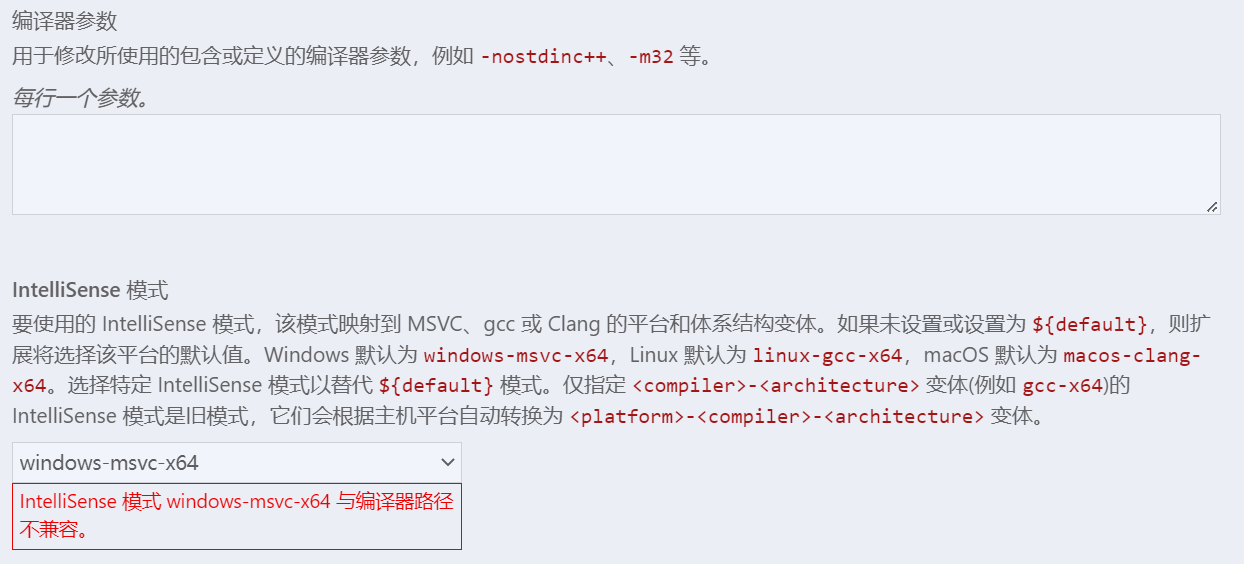 编译器参数
用于修改所使用的包含或定义的编译器参数，例如 -nostdinc++、-m32 等。
每行一个参数。
IntelliSense 模式
要使用的 IntelliSense 模式，该模式映射到 MSVC、gcc 或 Clang 的平台和体系结构变体。如果未设置或设置为 ${default}，则扩
展将选择该平台的默认值。Windows 默认为 windows-msvc-x64，Linux 默认为 linux-gcc-x64，macOS 默认为 macos-clang-
x64。选择特定 IntelliSense 模式以替代 ${default} 模式。仅指定 <compiler>-<architecture> 变体(例如 gcc-x64)的
IntelliSense 模式是旧模式，它们会根据主机平台自动转换为 <platform>-<compiler>-<architecture> 变体。
windows-msvc-x64
IntelliSense 模式 windows-msvc-x64 与编译器路径
不兼容。